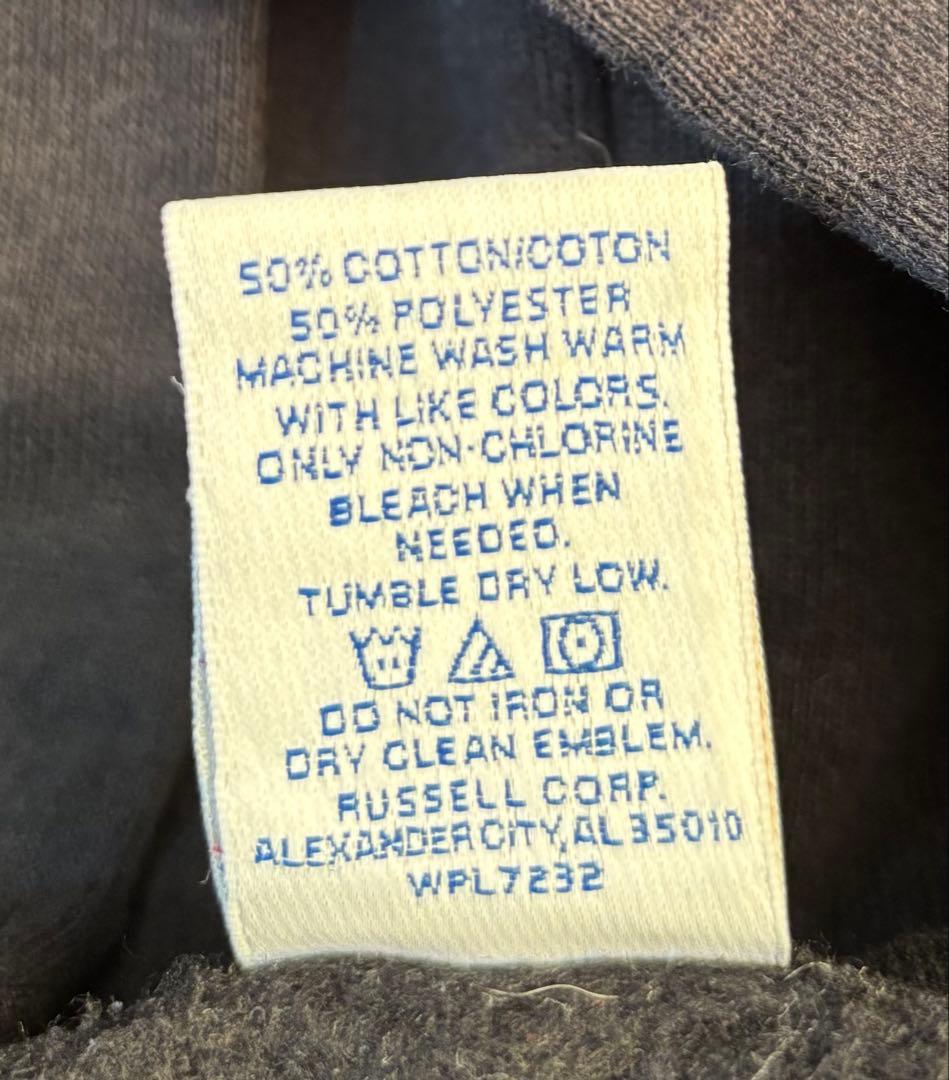 50% COTTON/COTON
50% POLYESTER
MACHINE WASH WARM
WITH LIKE COLORS.
ONLY NON-CHLORINE
BLEACH WHEN
NEEDED.
TUMBLE DRY LOW.
DO NOT IRON OR
DRY CLEAN EMBLEM.
RUSSELL CORP.
ALEXANDER CITY, AL 35010
WPL7232